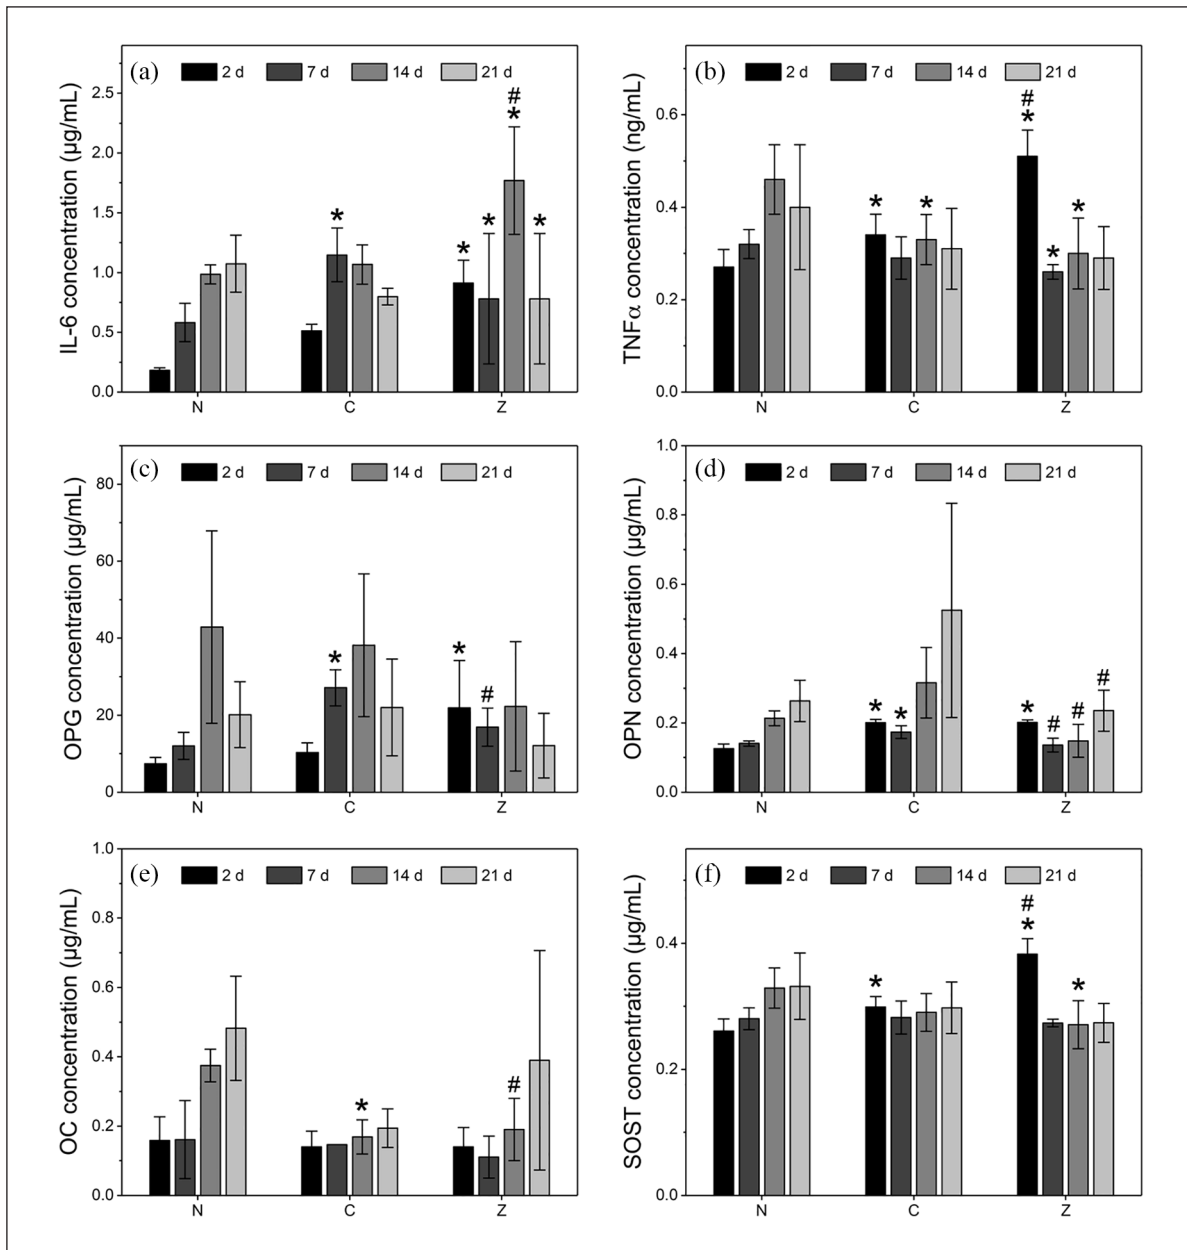 (a) 2 d 7 d 14 d 21 d
IL-6 concentration (µg/mL)
2.5
2.0
1.5
1.0
0.5
0.0
#
*
*
*
*
*
N C Z
(b) 2 d 7 d 14 d 21 d
TNFα concentration (ng/mL)
0.6
0.4
0.2
0.0
#
*
* *
*
*
N C Z
(c) 2 d 7 d 14 d 21 d
OPG concentration (µg/mL)
80
60
40
20
0
*
*
#
N C Z
(d) 2 d 7 d 14 d 21 d
OPN concentration (µg/mL)
1.0
0.8
0.6
0.4
0.2
0.0
* *
* # # #
N C Z
(e) 2 d 7 d 14 d 21 d
OC concentration (µg/mL)
1.0
0.8
0.6
0.4
0.2
0.0
*
#
N C Z
(f) 2 d 7 d 14 d 21 d
SOST concentration (µg/mL)
0.4
0.2
0.0
#
*
*
*
N C Z